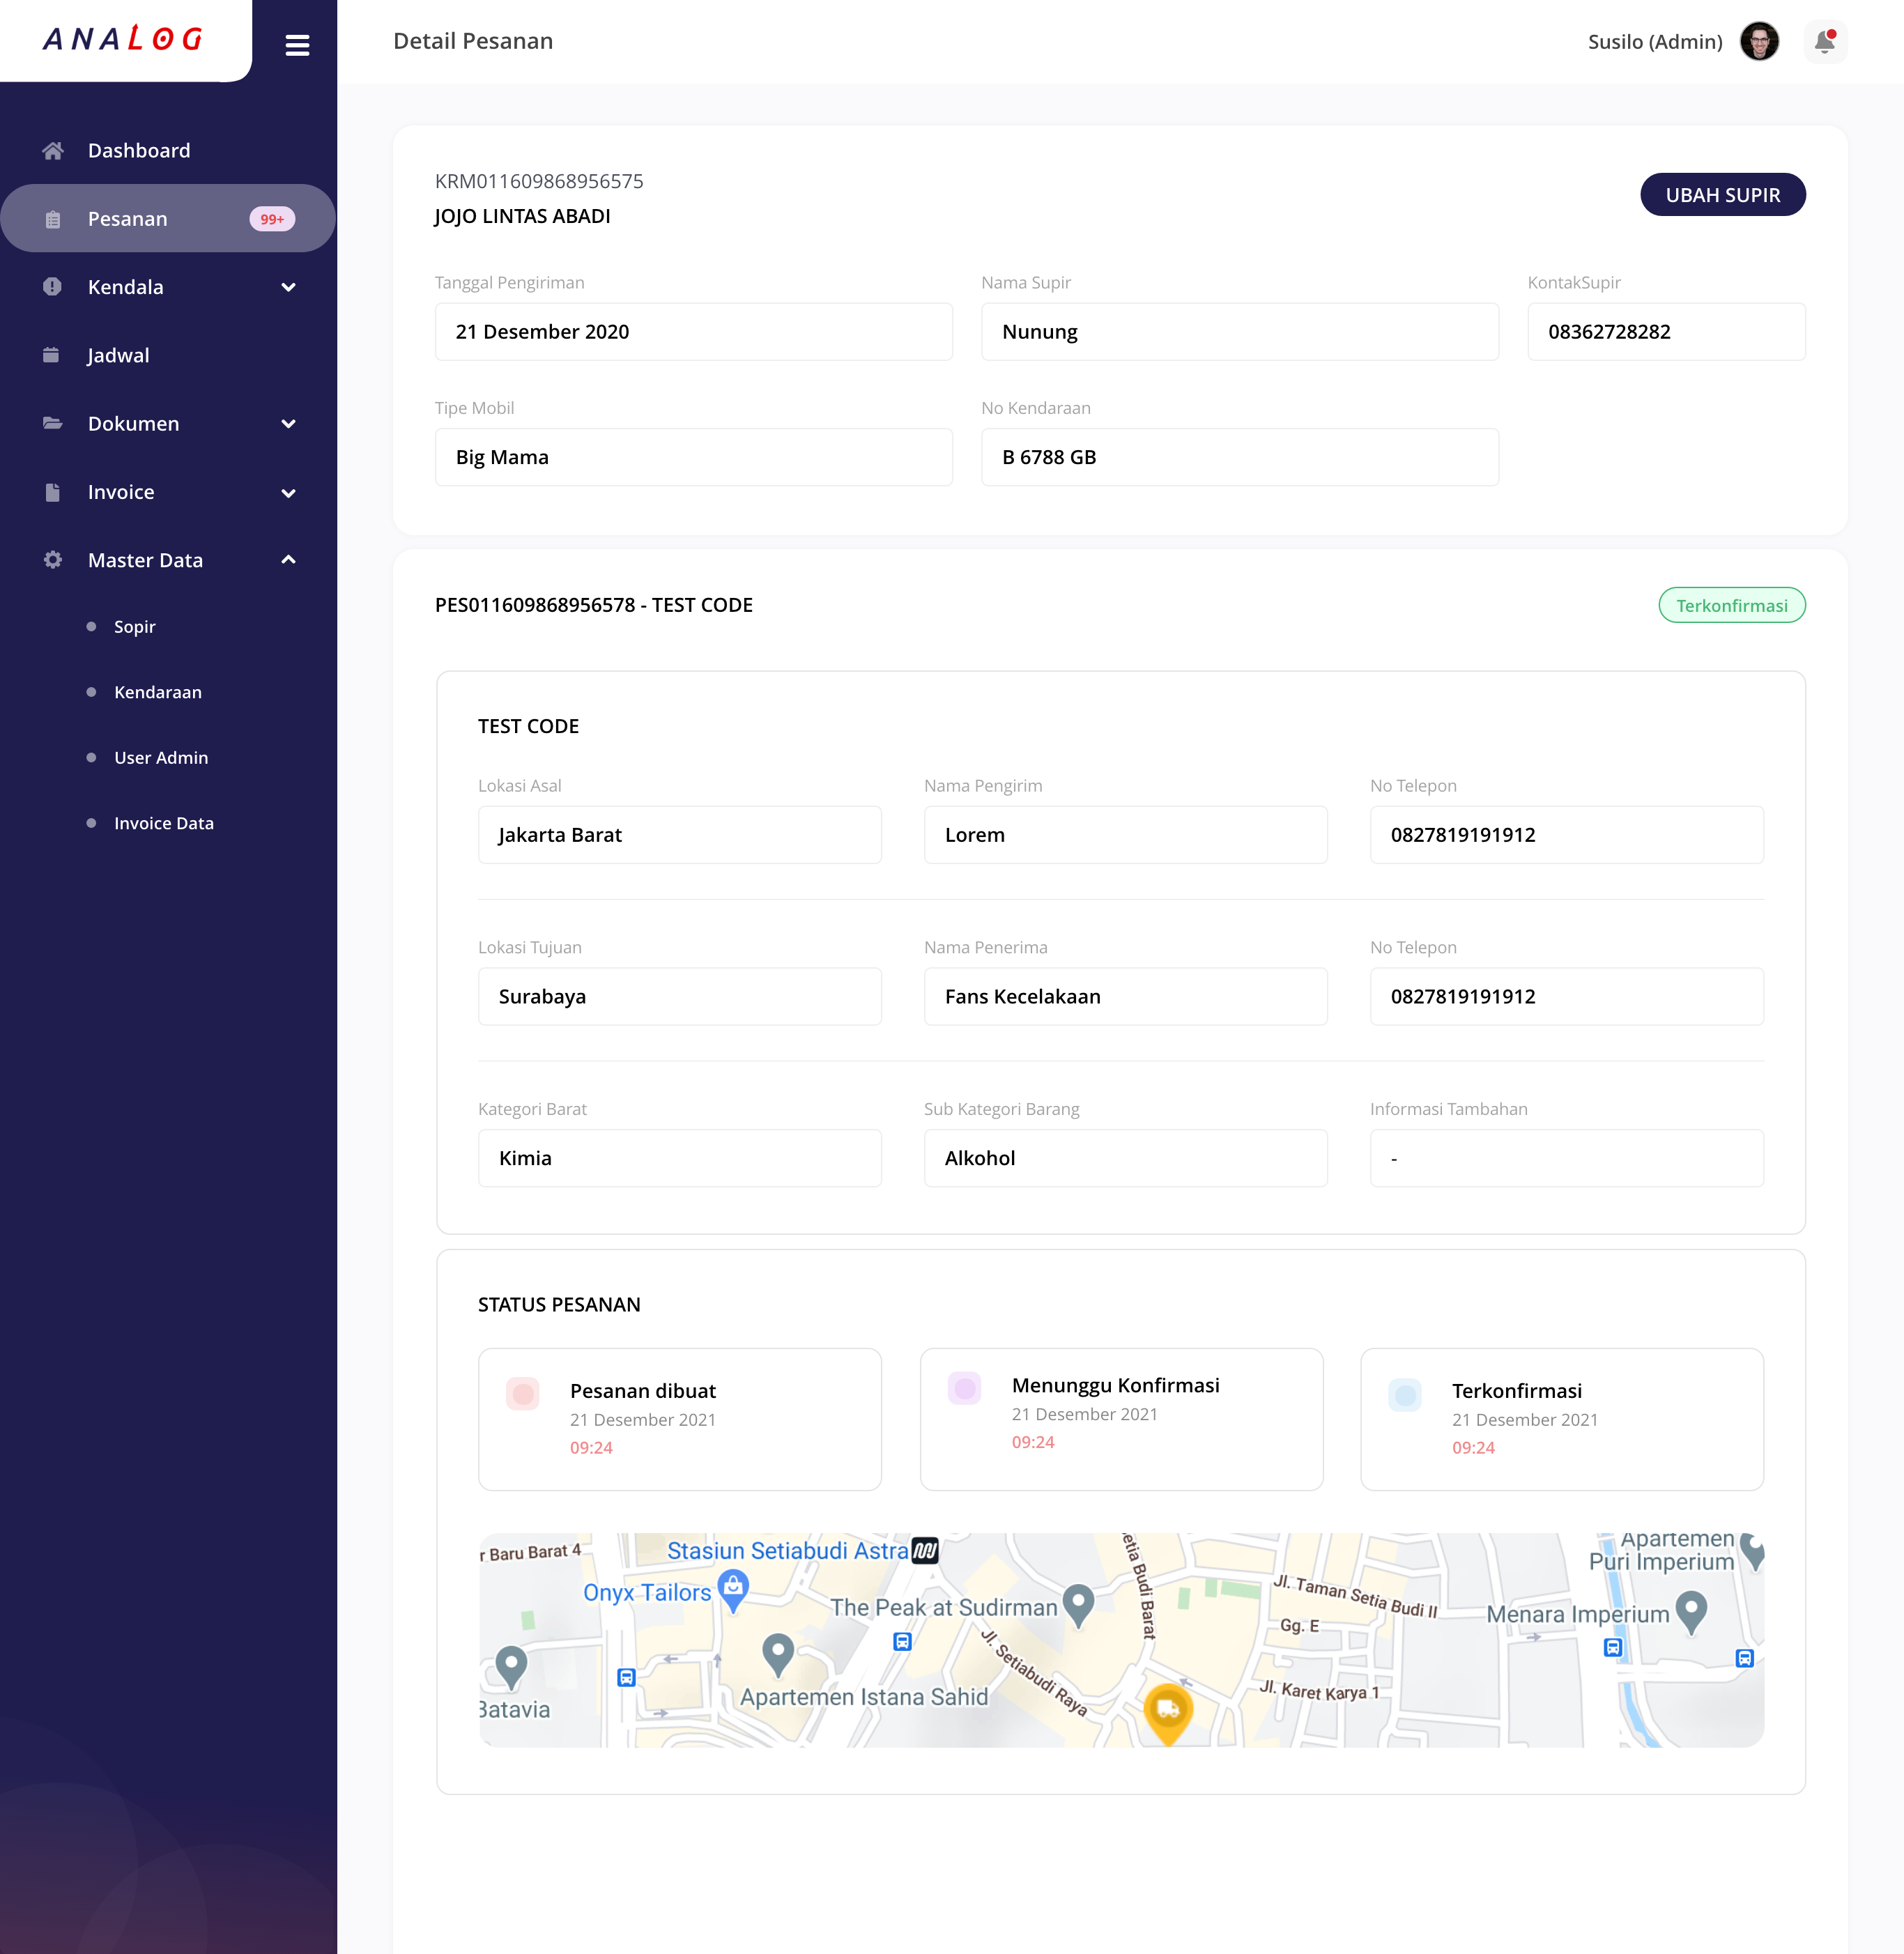 ANALOG
Detail Pesanan
Susilo (Admin)
Dashboard
Pesanan
99+
Kendala
Jadwal
Dokumen
Invoice
Master Data
Sopir
Kendaraan
User Admin
Invoice Data
KRM011609868956575
JOJO LINTAS ABADI
UBAH SUPIR
Tanggal Pengiriman
Nama Supir
KontakSupir
21 Desember 2020
Nunung
08362728282
Tipe Mobil
No Kendaraan
Big Mama
B 6788 GB
PES011609868956578 - TEST CODE
Terkonfirmasi
TEST CODE
Lokasi Asal
Nama Pengirim
No Telepon
Jakarta Barat
Lorem
0827819191912
Lokasi Tujuan
Nama Penerima
No Telepon
Surabaya
Fans Kecelakaan
0827819191912
Kategori Barat
Sub Kategori Barang
Informasi Tambahan
Kimia
Alkohol
-
STATUS PESANAN
Pesanan dibuat
21 Desember 2021
09:24
Menunggu Konfirmasi
21 Desember 2021
09:24
Terkonfirmasi
21 Desember 2021
09:24
r Baru Barat 4
Stasiun Setiabudi Astra
Onyx Tailors
The Peak at Sudirman
Apartemen Istana Sahid
Batavia
Jl. Setiabudi Raya
etia Budi Barat
Jl. Taman Setia Budi II
Gg. E
Jl. Karet Karya 1
Menara Imperium
Apartemen
Puri Imperium